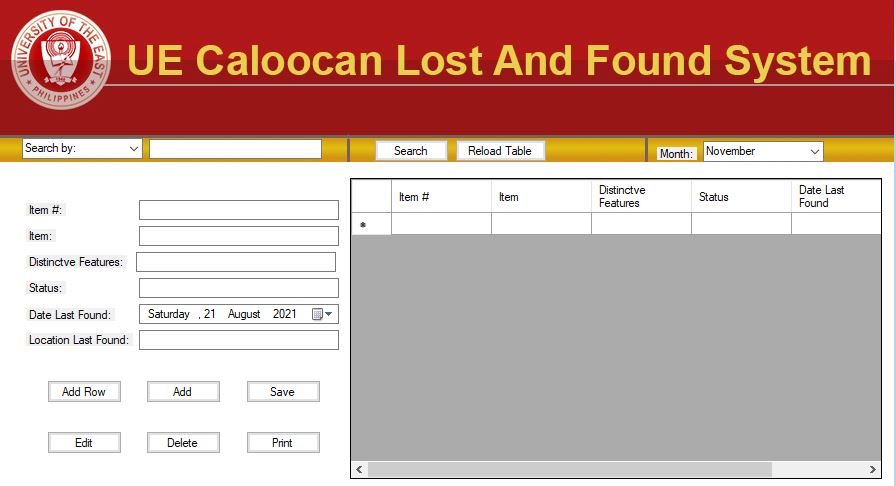 UNIVERSITY OF THE EAST
PHILIPPINES
UE Caloocan Lost And Found System
Search by:
Search
Reload Table
Month:
November
Item #:
Item:
Distinctve Features:
Status:
Date Last Found:
Saturday , 21 August 2021
Location Last Found:
Add Row
Add
Save
Edit
Delete
Print
Item #
Item
Distinctve
Features
Status
Date Last
Found